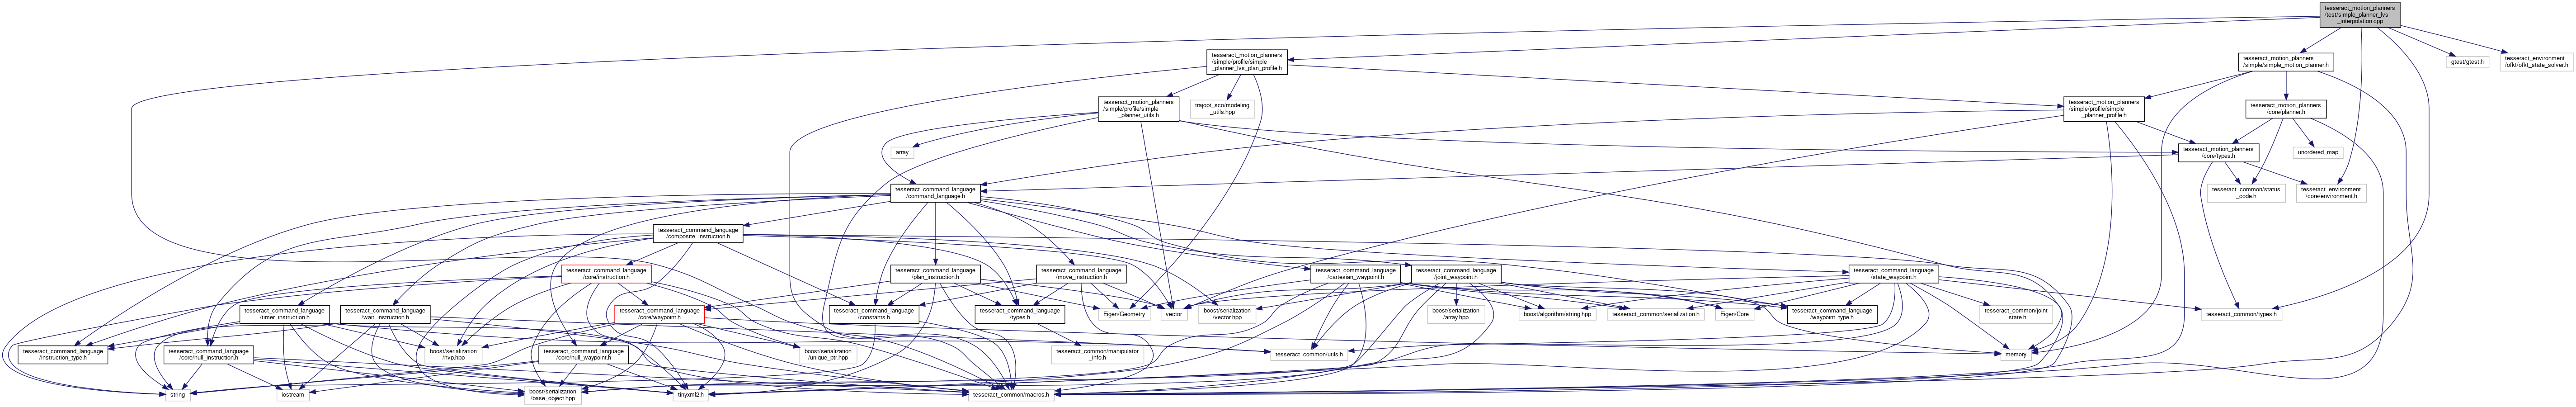 tesseract_motion_planners
/test/simple_planner_lvs
_interpolation.cpp
tesseract_motion_planners
/simple/profile/simple
_planner_lvs_plan_profile.h
tesseract_motion_planners
/simple/simple_motion_planner.h
gtest/gtest.h
tesseract_environment
/ofkt/ofkt_state_solver.h
tesseract_motion_planners
/simple/profile/simple
_planner_utils.h
trajopt_sco/modeling
_utils.hpp
tesseract_motion_planners
/simple/profile/simple
_planner_profile.h
tesseract_motion_planners
/core/planner.h
array
tesseract_motion_planners
/core/types.h
unordered_map
tesseract_command_language
/command_language.h
tesseract_common/status
_code.h
tesseract_environment
/core/environment.h
tesseract_command_language
/composite_instruction.h
tesseract_command_language
/core/instruction.h
tesseract_command_language
/plan_instruction.h
tesseract_command_language
/move_instruction.h
tesseract_command_language
/cartesian_waypoint.h
tesseract_command_language
/joint_waypoint.h
tesseract_command_language
/state_waypoint.h
tesseract_command_language
/timer_instruction.h
tesseract_command_language
/wait_instruction.h
tesseract_command_language
/core/waypoint.h
tesseract_command_language
/constants.h
tesseract_command_language
/types.h
Eigen/Geometry
vector
boost/serialization
/vector.hpp
boost/serialization
/array.hpp
boost/algorithm/string.hpp
tesseract_common/serialization.h
Eigen/Core
tesseract_command_language
/waypoint_type.h
tesseract_common/joint
_state.h
tesseract_common/types.h
tesseract_command_language
/instruction_type.h
tesseract_command_language
/core/null_instruction.h
boost/serialization
/nvp.hpp
tesseract_command_language
/core/null_waypoint.h
boost/serialization
/unique_ptr.hpp
tesseract_common/manipulator
_info.h
tesseract_common/utils.h
memory
string
iostream
boost/serialization
/base_object.hpp
tinyxml2.h
tesseract_common/macros.h